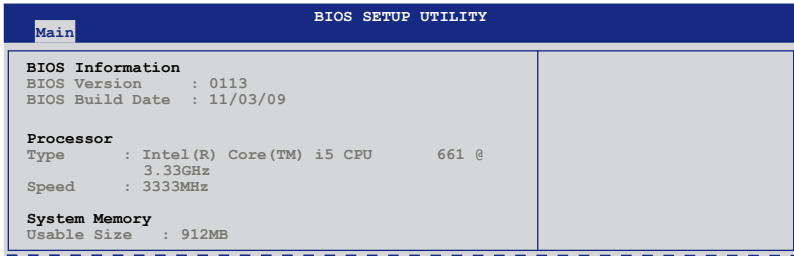 BIOS SETUP UTILITY
Main
BIOS Information
BIOS Version : 0113
BIOS Build Date : 11/03/09
Processor
Type : Intel(R) Core(TM) i5 CPU 661 @
3.33GHz
Speed : 3333MHz
System Memory
Usable Size : 912MB